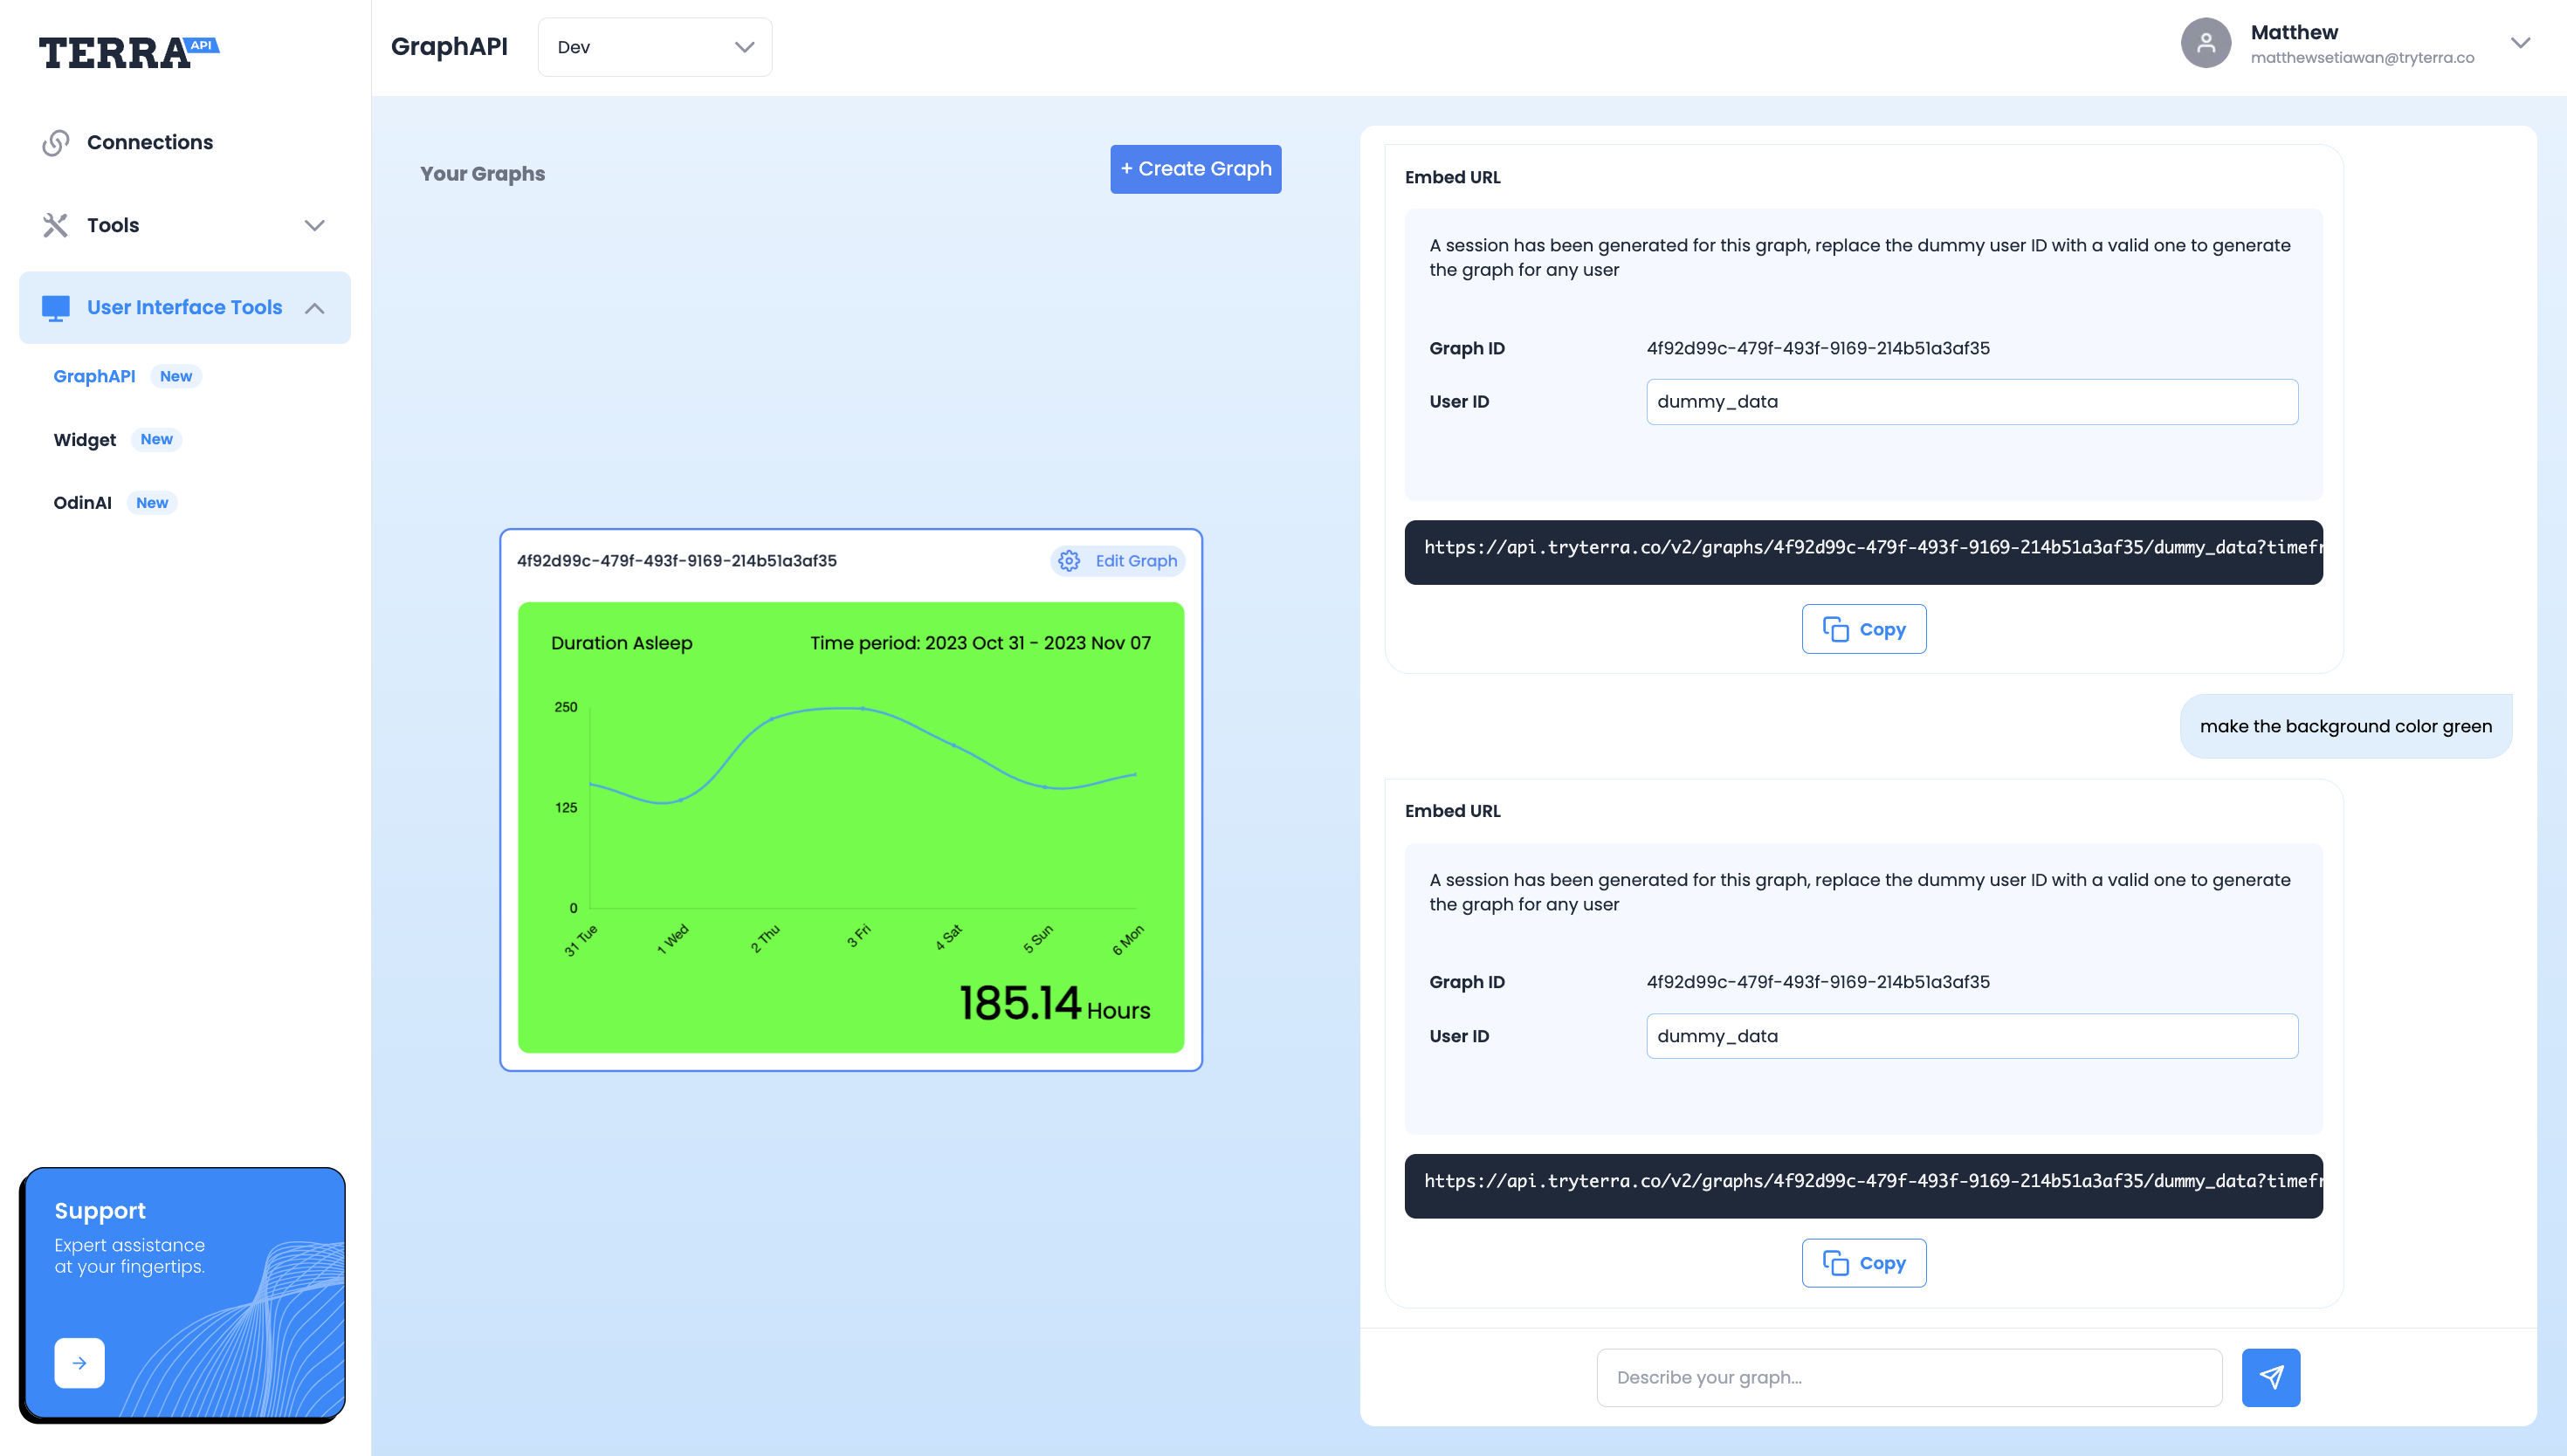 TERRA API
GraphAPI
Dev
Matthew
matthewsetiawan@tryterra.co
Connections
Tools
User Interface Tools
GraphAPI New
Widget New
OdinAI New
Support
Expert assistance
at your fingertips.
Your Graphs
+ Create Graph
4f92d99c-479f-493f-9169-214b51a3af35
Edit Graph
Duration Asleep
Time period: 2023 Oct 31 - 2023 Nov 07
250
125
0
31 Tue
1 Wed
2 Thu
3 Fri
4 Sat
5 Sun
6 Mon
185.14 Hours
Embed URL
A session has been generated for this graph, replace the dummy user ID with a valid one to generate
the graph for any user
Graph ID 4f92d99c-479f-493f-9169-214b51a3af35
User ID dummy_data
https://api.tryterra.co/v2/graphs/4f92d99c-479f-493f-9169-214b51a3af35/dummy_data?timefr
Copy
make the background color green
Embed URL
A session has been generated for this graph, replace the dummy user ID with a valid one to generate
the graph for any user
Graph ID 4f92d99c-479f-493f-9169-214b51a3af35
User ID dummy_data
https://api.tryterra.co/v2/graphs/4f92d99c-479f-493f-9169-214b51a3af35/dummy_data?timefr
Copy
Describe your graph...